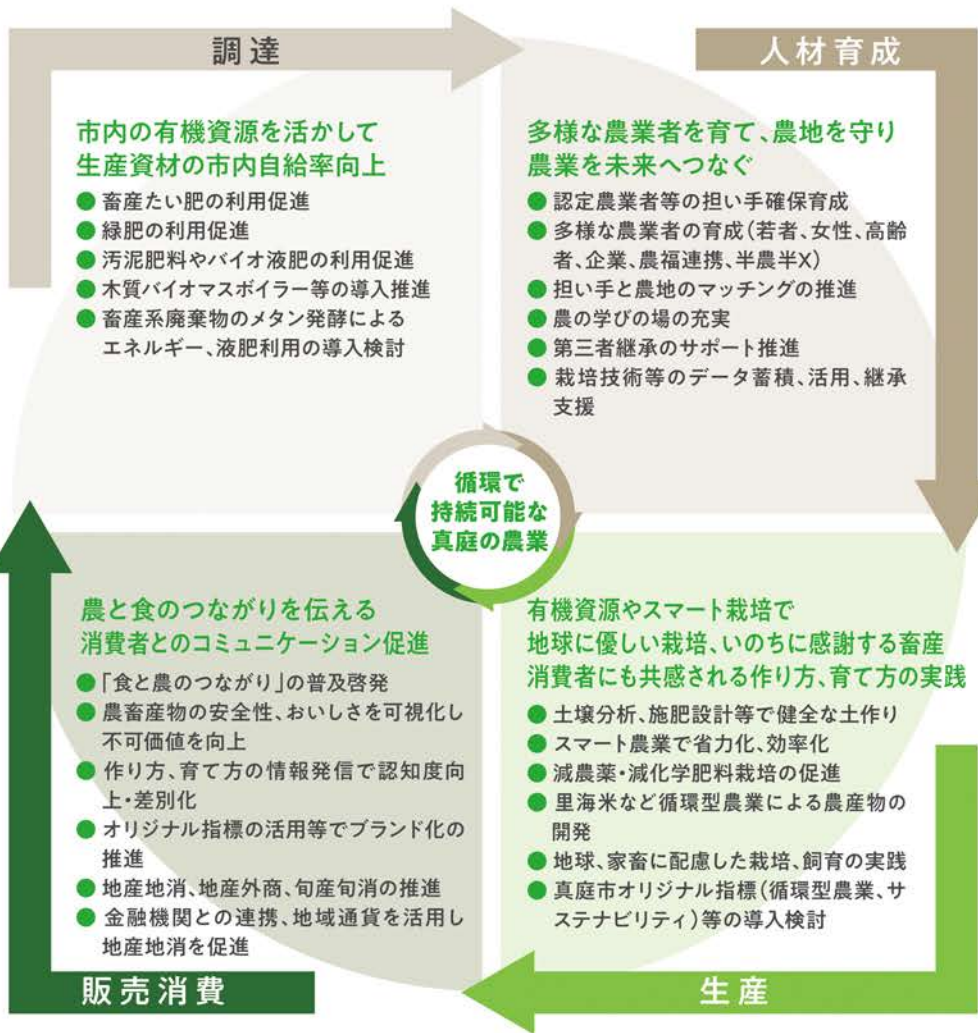 調達
市内の有機資源を活かして
生産資材の市内自給率向上
● 畜産たい肥の利用促進
● 緑肥の利用促進
● 汚泥肥料やバイオ液肥の利用促進
● 木質バイオマスボイラー等の導入推進
● 畜産系廃棄物のメタン発酵による
エネルギー、液肥利用の導入検討
人材育成
多様な農業者を育て、農地を守り
農業を未来へつなぐ
● 認定農業者等の担い手確保育成
● 多様な農業者の育成(若者、女性、高齢
者、企業、農福連携、半農半X)
● 担い手と農地のマッチングの推進
● 農の学びの場の充実
● 第三者継承のサポート推進
● 栽培技術等のデータ蓄積、活用、継承
支援
循環で
持続可能な
真庭の農業
有機資源やスマート栽培で
地球に優しい栽培、いのちに感謝する畜産
消費者にも共感される作り方、育て方の実践
● 土壌分析、施肥設計等で健全な土作り
● スマート農業で省力化、効率化
● 減農薬・減化学肥料栽培の促進
● 里海米など循環型農業による農産物の
開発
● 地球、家畜に配慮した栽培、飼育の実践
● 真庭市オリジナル指標(循環型農業、サ
ステナビリティ)等の導入検討
生産
農と食のつながりを伝える
消費者とのコミュニケーション促進
● 「食と農のつながり」の普及啓発
● 農畜産物の安全性、おいしさを可視化し
不可価値を向上
● 作り方、育て方の情報発信で認知度向
上・差別化
● オリジナル指標の活用等でブランド化の
推進
● 地産地消、地産外商、旬産旬消の推進
● 金融機関との連携、地域通貨を活用し
地産地消を促進
販売消費